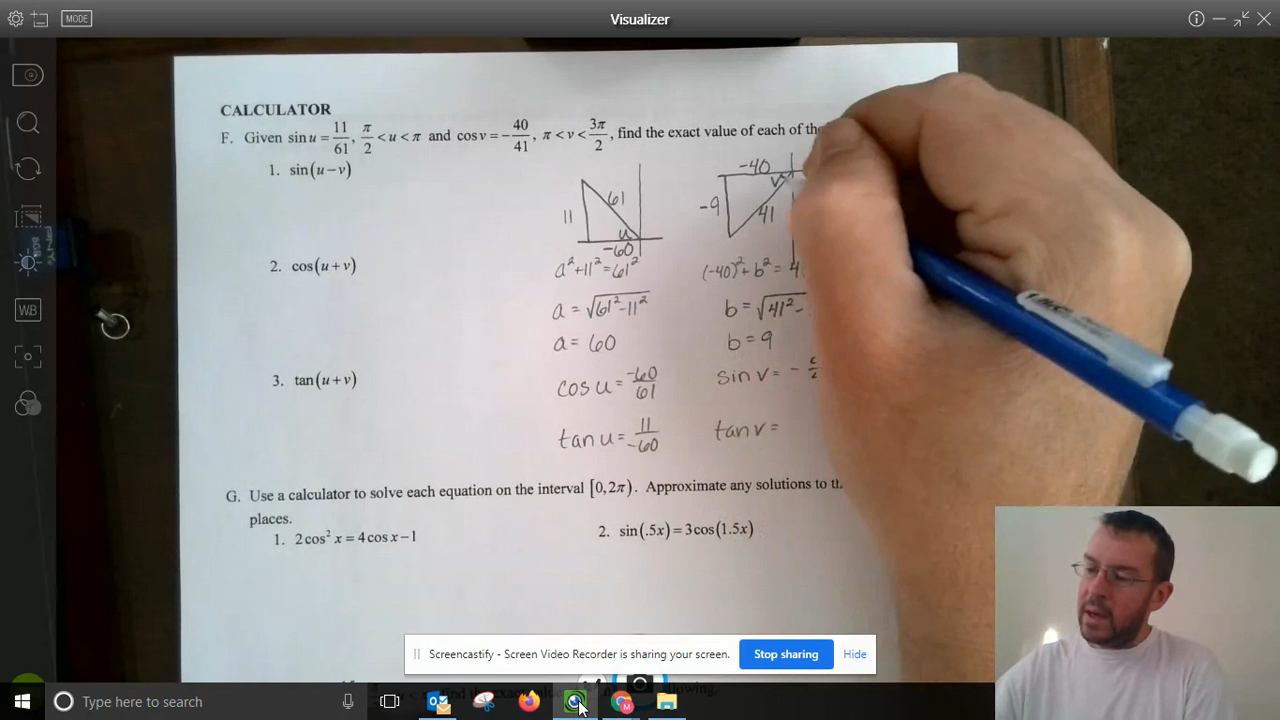 Visualizer
MODE
WB
CALCULATOR
F. Given sin u = 11/61, π/2 < u < π and cos v = −40/41, π < v < 3π/2, find the exact value of each of the
1. sin(u−v)
2. cos(u+v)
3. tan(u+v)
11
61
u
-60
a² + 11² = 61²
a = √61² − 11²
a = 60
cos u = -60/61
tan u = 11/-60
-40
v
-9
41
(-40)² + b² = 4
b = √41² −
b = 9
sin v = −
tan v =
G. Use a calculator to solve each equation on the interval [0, 2π). Approximate any solutions to
places.
1. 2cos² x = 4cos x − 1
2. sin(.5x) = 3cos(1.5x)
Screencastify - Screen Video Recorder is sharing your screen.
Stop sharing
Hide
Type here to search